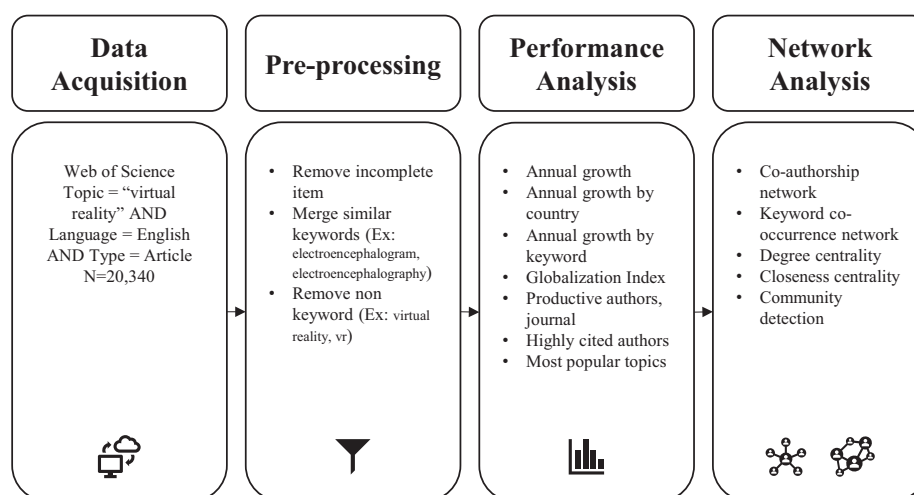 Data
Acquisition
Pre-processing
Performance
Analysis
Network
Analysis
Web of Science
Topic = “virtual
reality” AND
Language = English
AND Type = Article
N=20,340
• Remove incomplete
item
• Merge similar
keywords (Ex:
electroencephalogram,
electroencephalography)
• Remove non
keyword (Ex: virtual
reality, vr)
• Annual growth
• Annual growth by
country
• Annual growth by
keyword
• Globalization Index
• Productive authors,
journal
• Highly cited authors
• Most popular topics
• Co-authorship
network
• Keyword co-
occurrence network
• Degree centrality
• Closeness centrality
• Community
detection